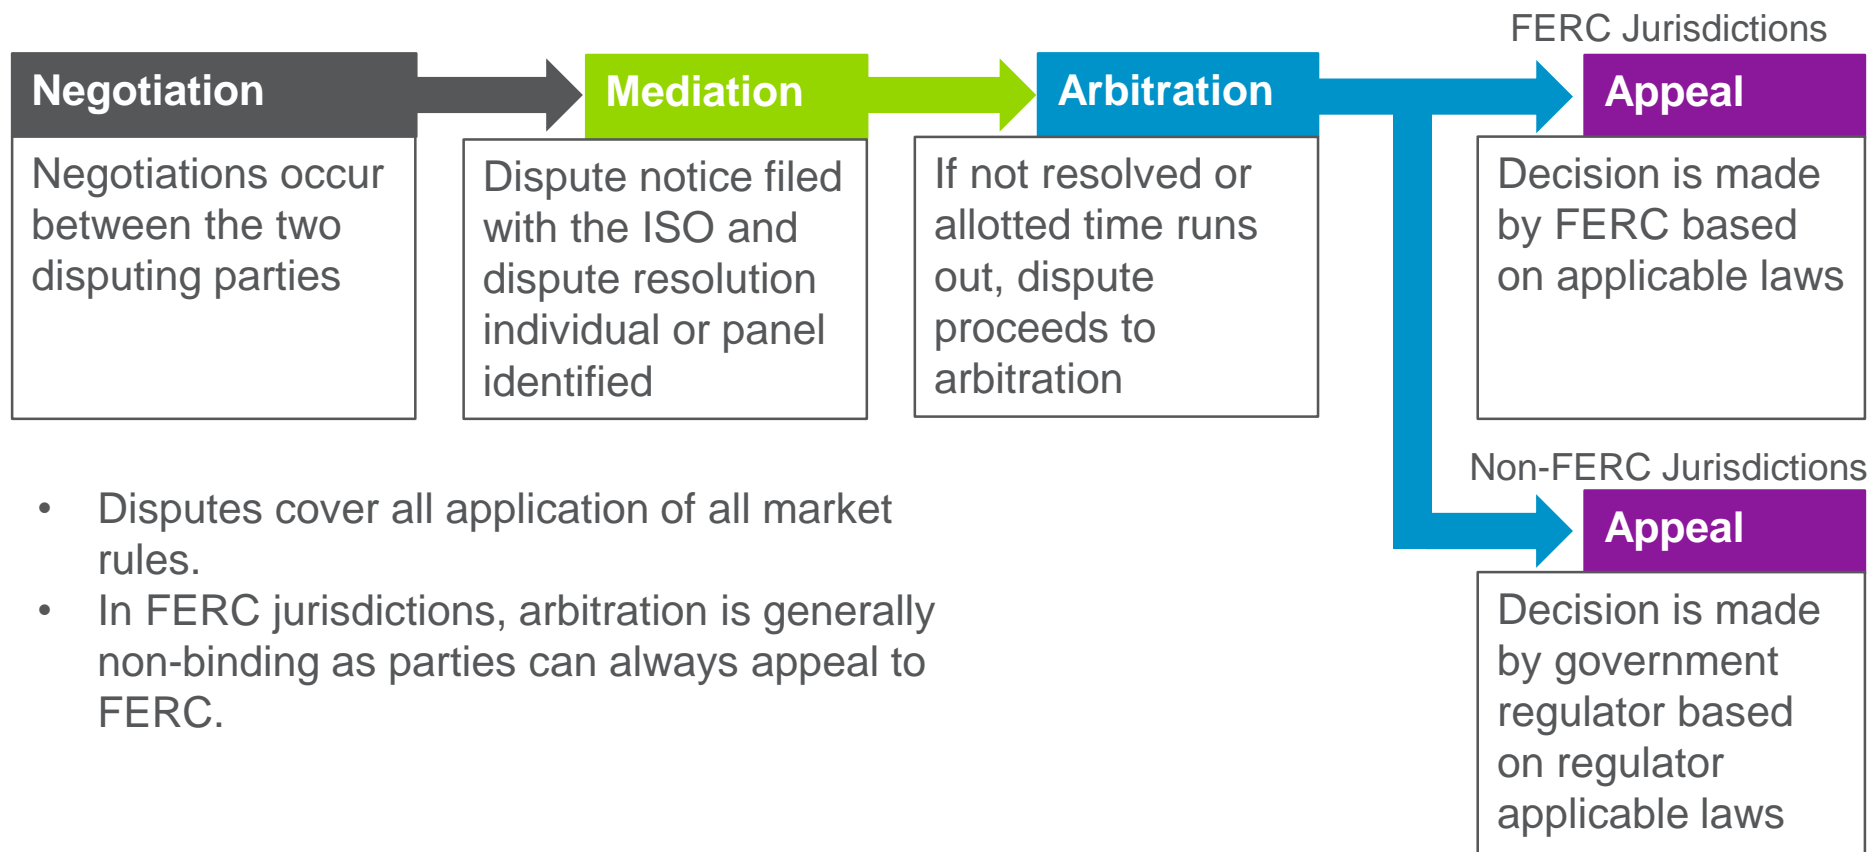 FERC Jurisdictions
Negotiation
Negotiations occur
between the two
disputing parties
Mediation
Dispute notice filed
with the ISO and
dispute resolution
individual or panel
identified
Arbitration
If not resolved or
allotted time runs
out, dispute
proceeds to
arbitration
Appeal
Decision is made
by FERC based
on applicable laws
Non-FERC Jurisdictions
Appeal
Decision is made
by government
regulator based
on regulator
applicable laws
• Disputes cover all application of all market
rules.
• In FERC jurisdictions, arbitration is generally
non-binding as parties can always appeal to
FERC.